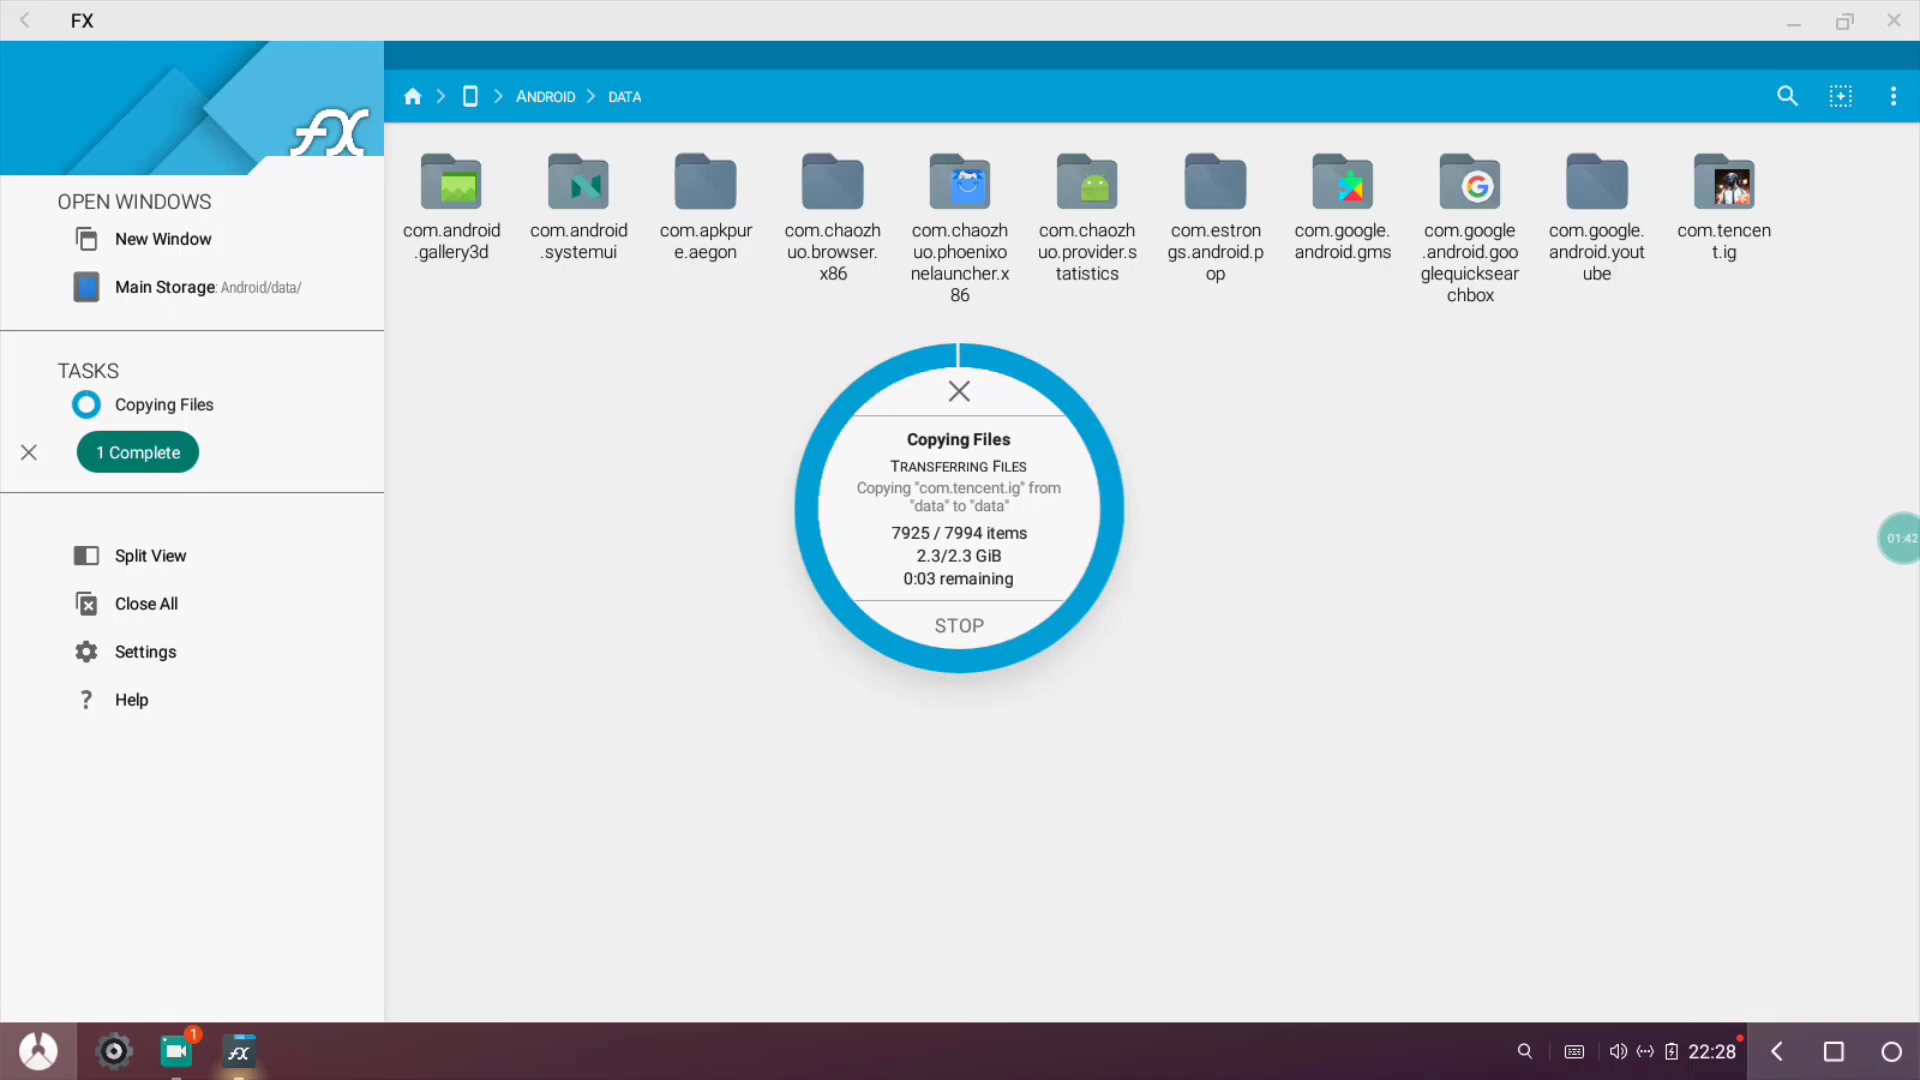 FX
fX
ANDROID
DATA
OPEN WINDOWS
New Window
Main Storage: Android/data/
TASKS
Copying Files
1 Complete
Split View
Close All
Settings
? Help
com.android
.gallery3d
com.android
.systemui
com.apkpur
e.aegon
com.chaozh
uo.browser.
x86
com.chaozh
uo.phoenixo
nelauncher.x
86
com.chaozh
uo.provider.s
tatistics
com.estron
gs.android.p
op
com.google.
android.gms
com.google
.android.goo
glequicksear
chbox
com.google.
android.yout
ube
com.tencen
t.ig
Copying Files
TRANSFERRING FILES
Copying "com.tencent.ig" from
"data" to "data"
7925 / 7994 items
2.3/2.3 GiB
0:03 remaining
STOP
01:42
1
fX
22:28